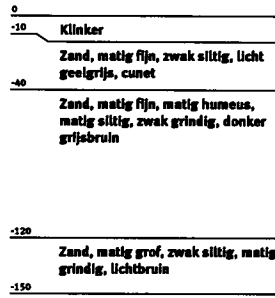 0
-10
Klinker
Zand, matig fijn, zwak siltig, licht
geelgrijs, cunet
-40
Zand, matig fijn, matig humeus,
matig siltig, zwak grindig, donker
grijsbruin
-120
Zand, matig grof, zwak siltig, matig
grindig, lichtbruin
-150